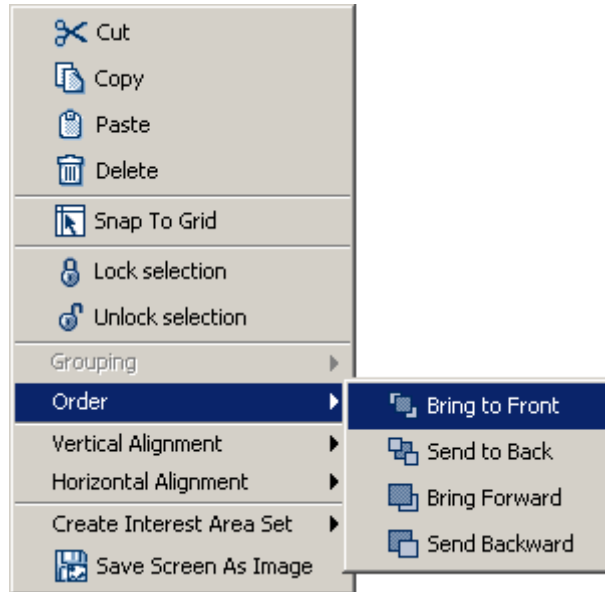 Cut
Copy
Paste
Delete
Snap To Grid
Lock selection
Unlock selection
Grouping
Order
Vertical Alignment
Horizontal Alignment
Create Interest Area Set
Save Screen As Image
Bring to Front
Send to Back
Bring Forward
Send Backward